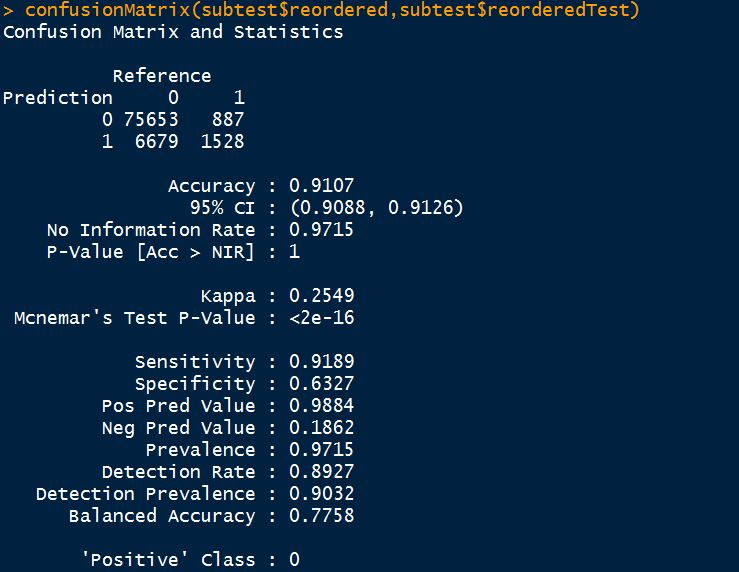 > confusionMatrix(subtest$reordered,subtest$reorderedTest)
Confusion Matrix and Statistics
Reference
Prediction 0 1
0 75653 887
1 6679 1528
Accuracy : 0.9107
95% CI : (0.9088, 0.9126)
No Information Rate : 0.9715
P-Value [Acc > NIR] : 1
Kappa : 0.2549
Mcnemar's Test P-Value : <2e-16
Sensitivity : 0.9189
Specificity : 0.6327
Pos Pred Value : 0.9884
Neg Pred Value : 0.1862
Prevalence : 0.9715
Detection Rate : 0.8927
Detection Prevalence : 0.9032
Balanced Accuracy : 0.7758
'Positive' Class : 0